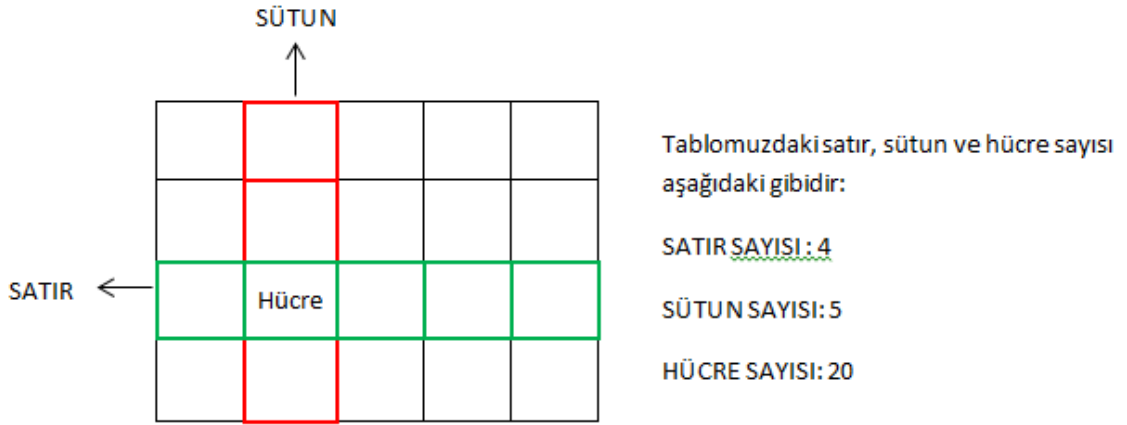 SÜTUN
Tablomuzdaki satır, sütun ve hücre sayısı
aşağıdaki gibidir:
SATIR SAYISI : 4
SATIR
Hücre
SÜTUN SAYISI: 5
HÜCRE SAYISI: 20